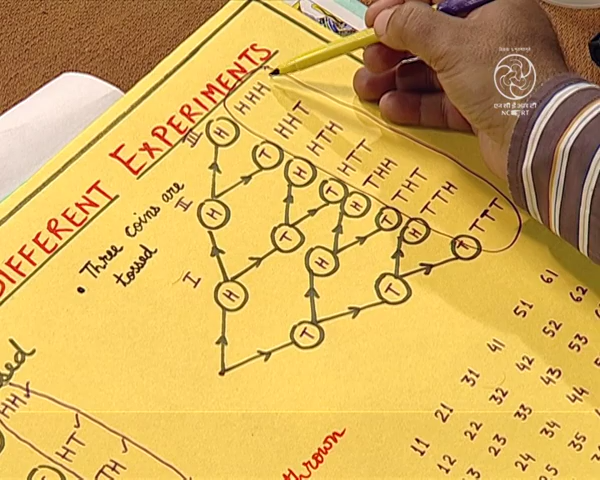 DIFFERENT EXPERIMENTS
• Three coins are
tossed
I
II
III
H
T
H
T
H
T
H
T
H
T
H
T
H
T
HHH
HHT
HTH
HTT
THH
THT
TTH
TTT
HH ✓
HT ✓
TH ✓
thrown
11 21 31 41 51 61
12 22 32 42 52 62
23 33 43 53
24 34 44
25 35 45
NCERT